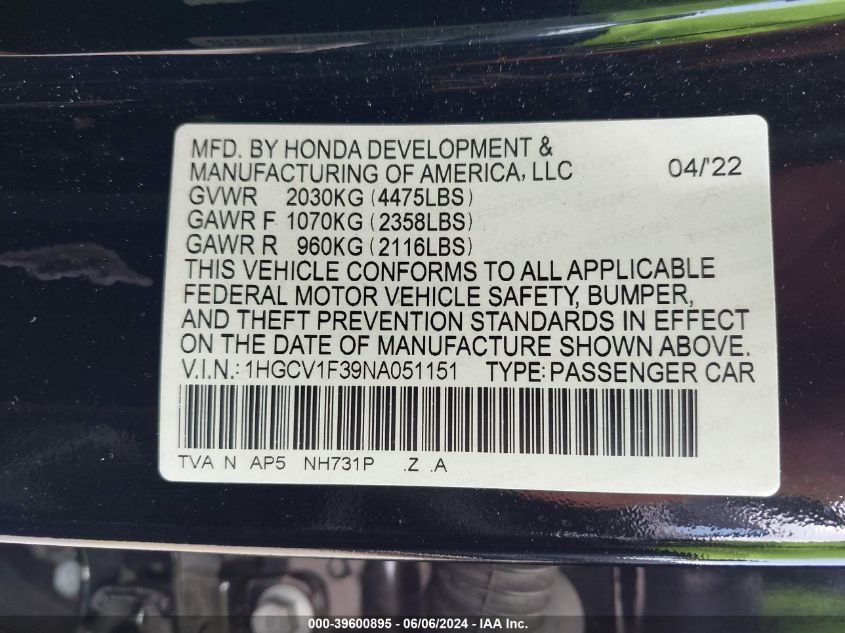 MFD. BY HONDA DEVELOPMENT &
MANUFACTURING OF AMERICA, LLC 04/'22
GVWR 2030KG (4475LBS)
GAWR F 1070KG (2358LBS)
GAWR R 960KG (2116LBS)
THIS VEHICLE CONFORMS TO ALL APPLICABLE
FEDERAL MOTOR VEHICLE SAFETY, BUMPER,
AND THEFT PREVENTION STANDARDS IN EFFECT
ON THE DATE OF MANUFACTURE SHOWN ABOVE.
V.I.N.: 1HGCV1F39NA051151 TYPE: PASSENGER CAR
TVA N AP5 NH731P .Z .A
000-39600895 - 06/06/2024 - IAA Inc.